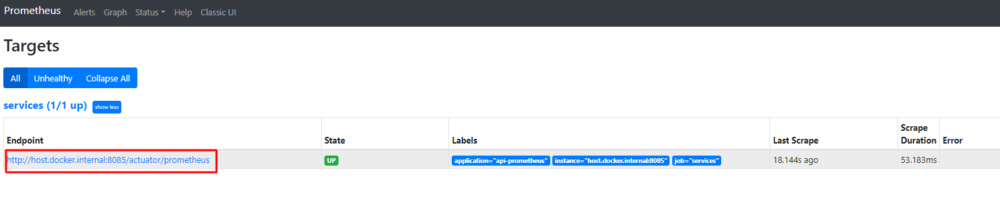 Prometheus Alerts Graph Status Help Classic UI
Targets
All Unhealthy Collapse All
services (1/1 up) show less
Endpoint State Labels Last Scrape Scrape Duration Error
http://host.docker.internal:8085/actuator/prometheus UP application="api-prometheus" instance="host.docker.internal:8085" job="services" 18.144s ago 53.183ms